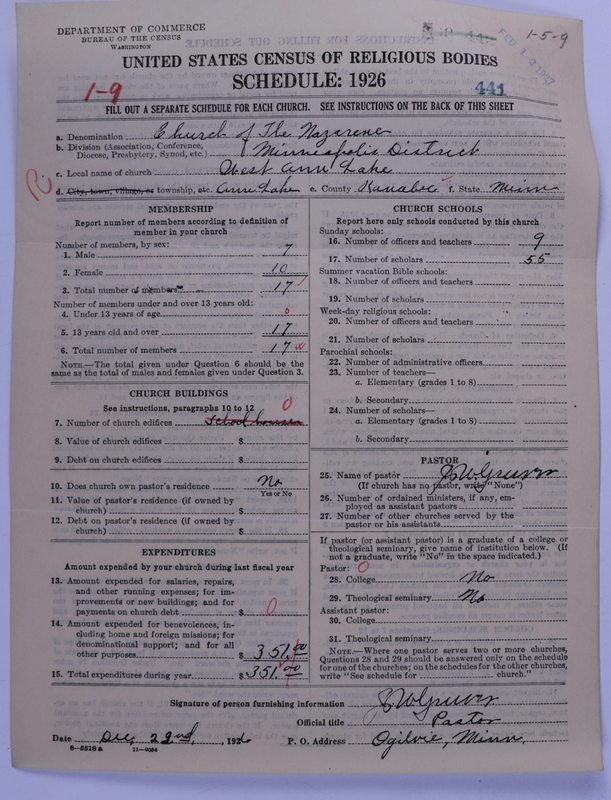 DEPARTMENT OF COMMERCE
BUREAU OF THE CENSUS
WASHINGTON
1-5-9
UNITED STATES CENSUS OF RELIGIOUS BODIES
SCHEDULE: 1926
1-9
441
FILL OUT A SEPARATE SCHEDULE FOR EACH CHURCH. SEE INSTRUCTIONS ON THE BACK OF THIS SHEET
a. Denomination Church of The Nazarene
b. Division (Association, Conference, Diocese, Presbytery, Synod, etc.) Minneapolis District
c. Local name of church West Ann Lake
d. City, town, village, or township, etc. Ann Lake e. County Kanabec f. State Minn
MEMBERSHIP
Report number of members according to definition of
member in your church
Number of members, by sex:
1. Male 7
2. Female 10
3. Total number of members 17
Number of members under and over 13 years old:
4. Under 13 years of age 0
5. 13 years old and over 17
6. Total number of members 17
NOTE.—The total given under Question 6 should be the
same as the total of males and females given under Question 3.
CHURCH BUILDINGS
See instructions, paragraphs 10 to 12 0
7. Number of church edifices School houses
8. Value of church edifices $
9. Debt on church edifices $
10. Does church own pastor's residence No
Yes or No
11. Value of pastor's residence (if owned by
church) $
12. Debt on pastor's residence (if owned by
church) $
EXPENDITURES
Amount expended by your church during last fiscal year
13. Amount expended for salaries, repairs,
and other running expenses; for im-
provements or new buildings; and for
payments on church debt $ 0
14. Amount expended for benevolences, in-
cluding home and foreign missions; for
denominational support; and for all
other purposes $ 351.00
15. Total expenditures during year $ 351.00
CHURCH SCHOOLS
Report here only schools conducted by this church
Sunday schools:
16. Number of officers and teachers 9
17. Number of scholars 55
Summer vacation Bible schools:
18. Number of officers and teachers
19. Number of scholars
Week-day religious schools:
20. Number of officers and teachers
21. Number of scholars
Parochial schools:
22. Number of administrative officers
23. Number of teachers—
a. Elementary (grades 1 to 8)
b. Secondary
24. Number of scholars—
a. Elementary (grades 1 to 8)
b. Secondary
PASTOR
25. Name of pastor
(If church has no pastor, write "None")
26. Number of ordained ministers, if any, em-
ployed as assistant pastors
27. Number of other churches served by the
pastor or his assistants
If pastor (or assistant pastor) is a graduate of a college or
theological seminary, give name of institution below. (If
not a graduate, write "No" in the space indicated.)
Pastor: 0
28. College No
29. Theological seminary No
Assistant pastor:
30. College
31. Theological seminary
NOTE.—Where one pastor serves two or more churches,
Questions 28 and 29 should be answered only on the schedule
for one of the churches; on the schedules for the other churches,
write "See schedule for church."
Signature of person furnishing information
Official title Pastor
Date Dec, 22nd, 1926 P. O. Address Ogilvie, Minn.
8—5518 a 11—9064